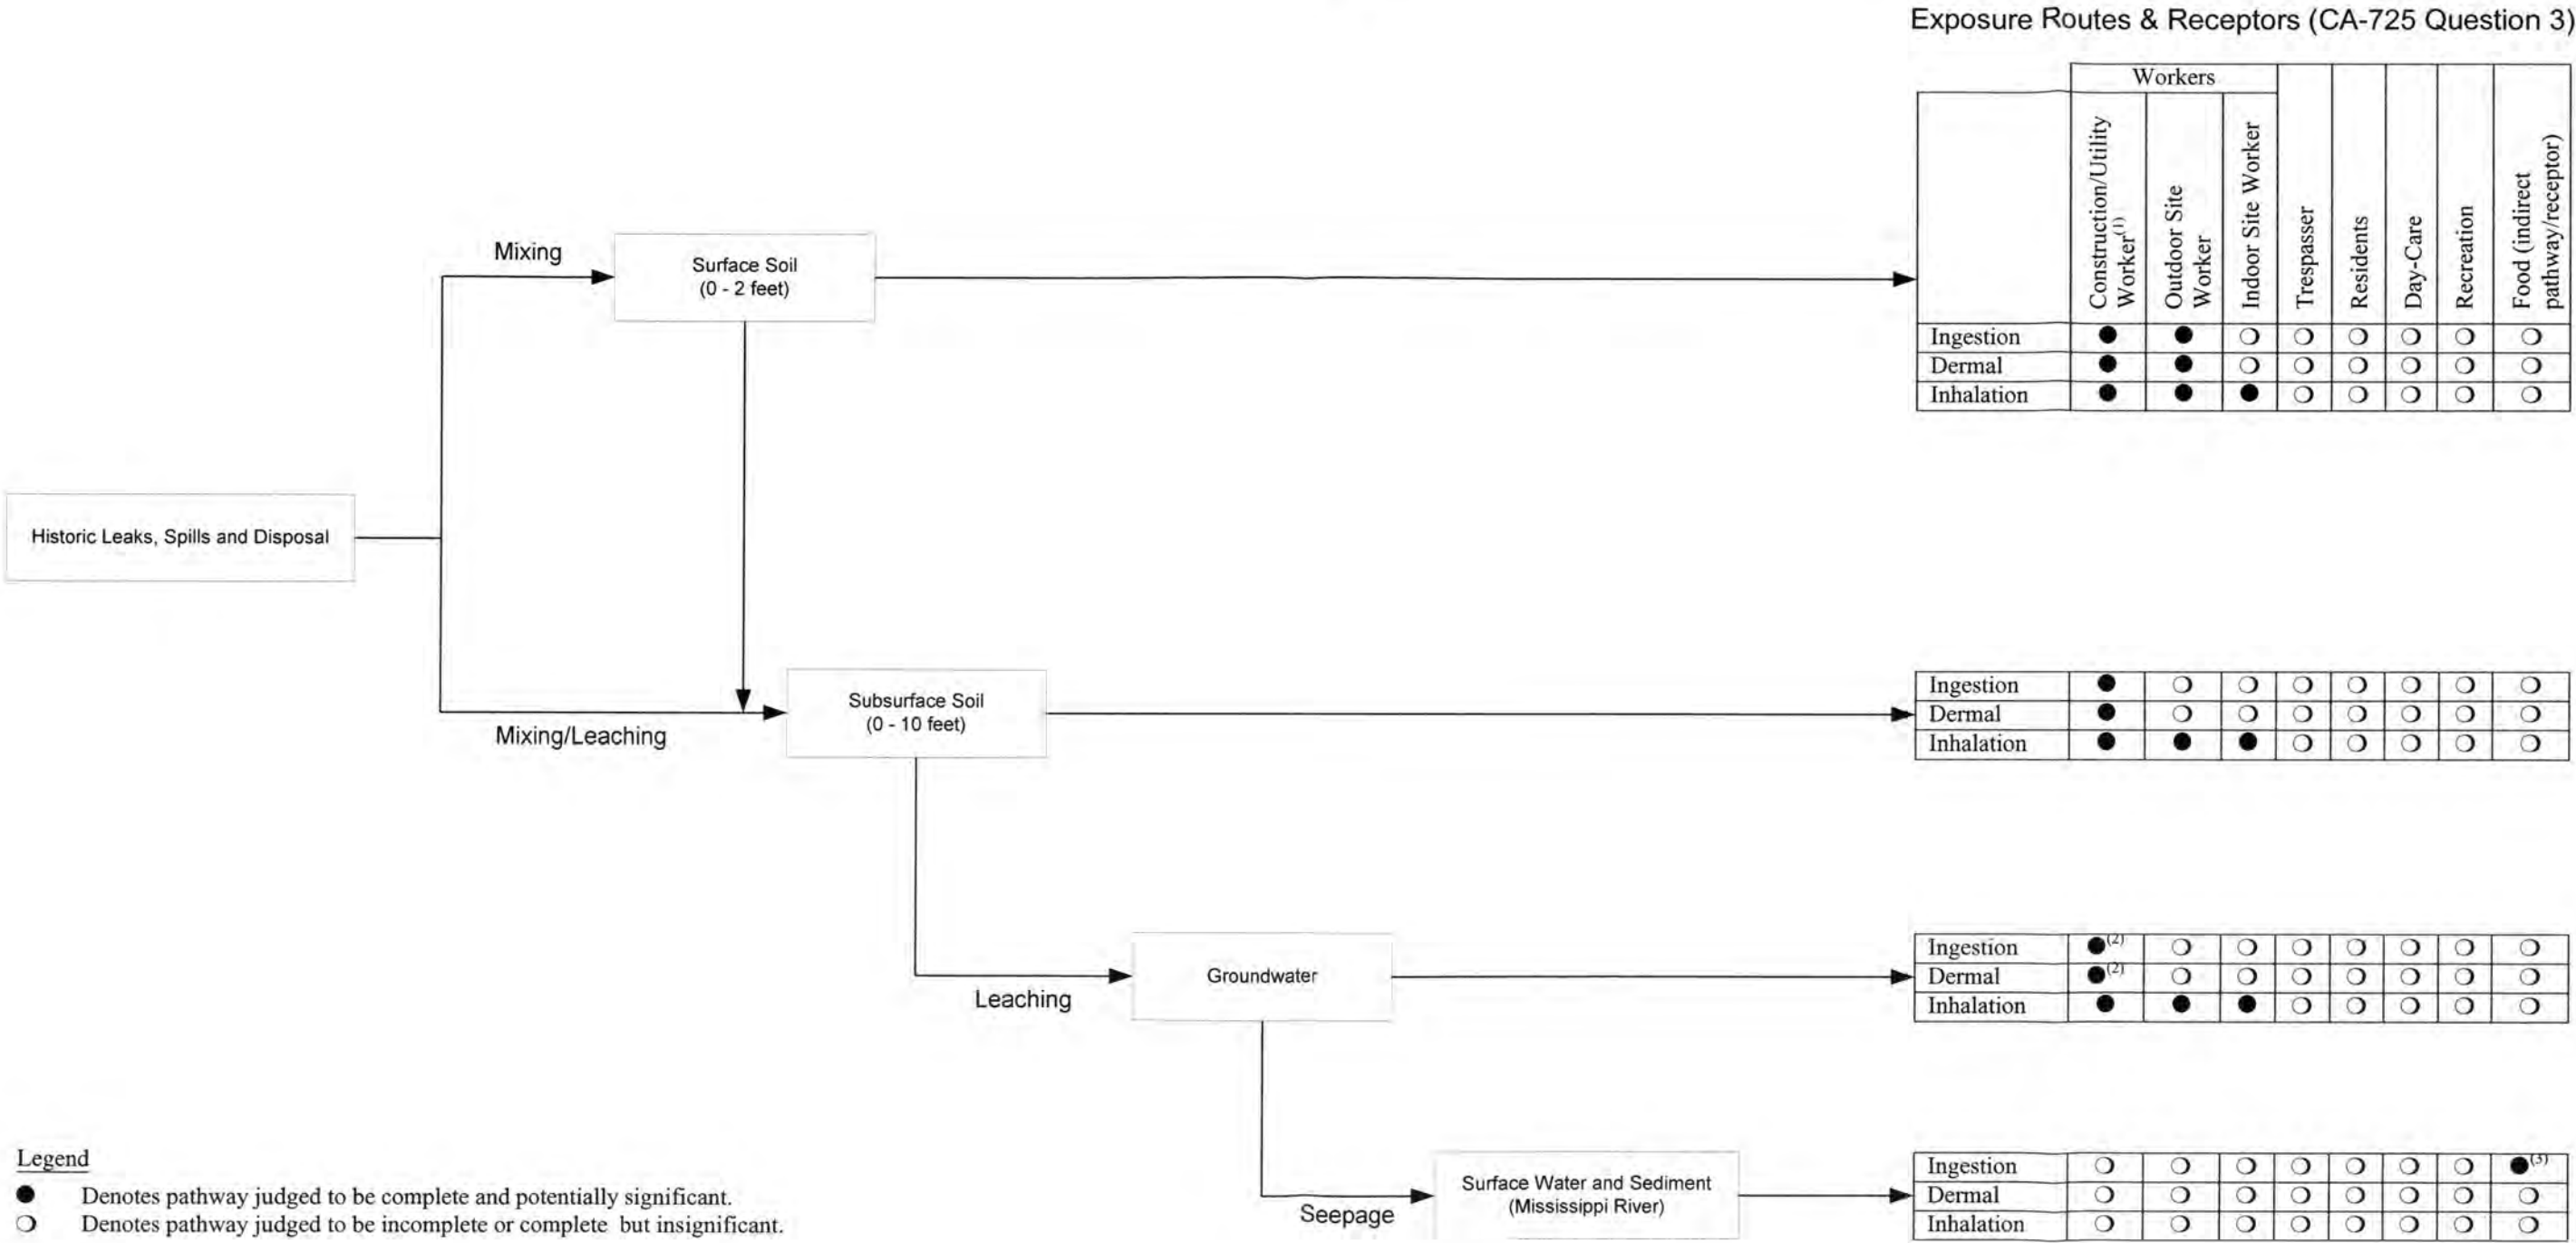 Exposure Routes & Receptors (CA-725 Question 3)
Workers
Construction/Utility
Worker(1)
Outdoor Site
Worker
Indoor Site Worker
Trespasser
Residents
Day-Care
Recreation
Food (indirect
pathway/receptor)
Ingestion ● ● ❍ ❍ ❍ ❍ ❍ ❍
Dermal ● ● ❍ ❍ ❍ ❍ ❍ ❍
Inhalation ● ● ● ❍ ❍ ❍ ❍ ❍
Mixing
Surface Soil
(0 - 2 feet)
Historic Leaks, Spills and Disposal
Mixing/Leaching
Subsurface Soil
(0 - 10 feet)
Ingestion ● ❍ ❍ ❍ ❍ ❍ ❍ ❍
Dermal ● ❍ ❍ ❍ ❍ ❍ ❍ ❍
Inhalation ● ● ● ❍ ❍ ❍ ❍ ❍
Leaching
Groundwater
Ingestion ●(2) ❍ ❍ ❍ ❍ ❍ ❍ ❍
Dermal ●(2) ❍ ❍ ❍ ❍ ❍ ❍ ❍
Inhalation ● ● ● ❍ ❍ ❍ ❍ ❍
Seepage
Surface Water and Sediment
(Mississippi River)
Ingestion ❍ ❍ ❍ ❍ ❍ ❍ ❍ ●(3)
Dermal ❍ ❍ ❍ ❍ ❍ ❍ ❍ ❍
Inhalation ❍ ❍ ❍ ❍ ❍ ❍ ❍ ❍
Legend
● Denotes pathway judged to be complete and potentially significant.
❍ Denotes pathway judged to be incomplete or complete but insignificant.